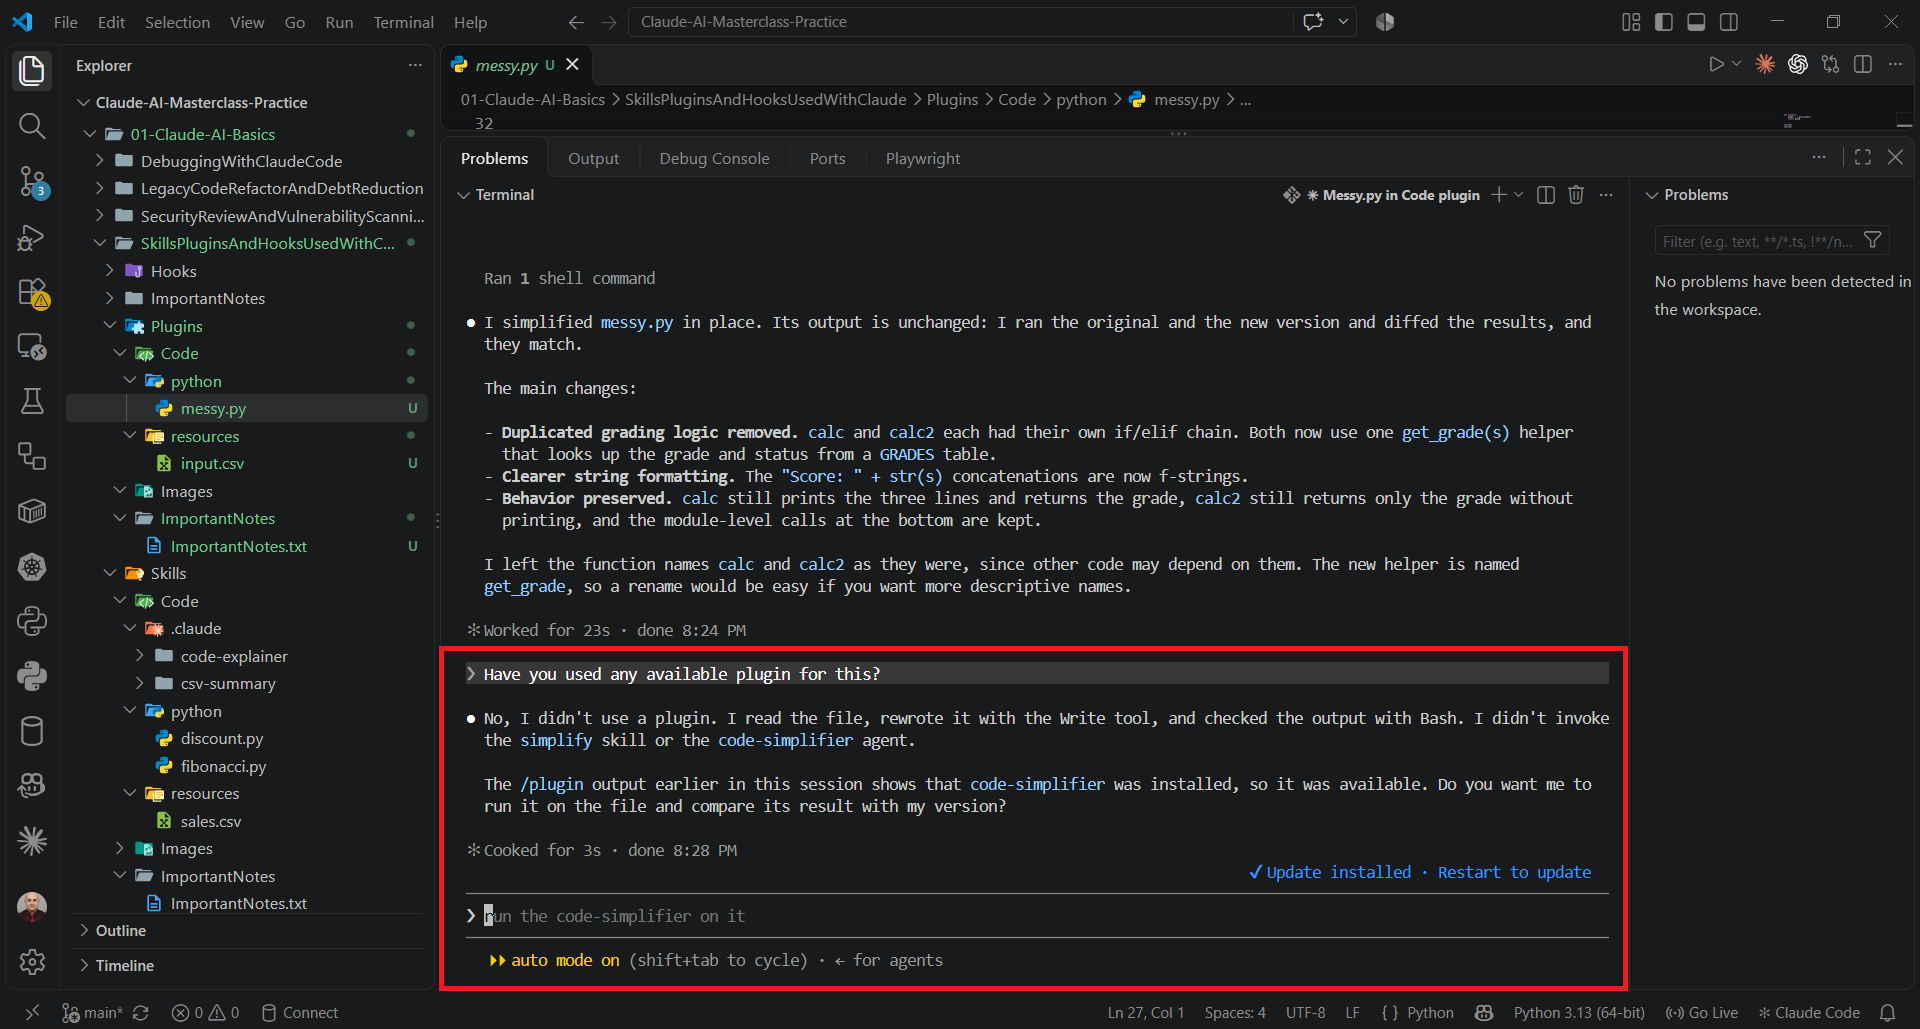 File Edit Selection View Go Run Terminal Help
Claude-AI-Masterclass-Practice
Explorer
Claude-AI-Masterclass-Practice
01-Claude-AI-Basics
DebuggingWithClaudeCode
LegacyCodeRefactorAndDebtReduction
SecurityReviewAndVulnerabilityScanni...
SkillsPluginsAndHooksUsedWithC...
Hooks
ImportantNotes
Plugins
Code
python
messy.py U
resources
input.csv U
Images
ImportantNotes
ImportantNotes.txt U
Skills
Code
.claude
code-explainer
csv-summary
python
discount.py
fibonacci.py
resources
sales.csv
Images
ImportantNotes
ImportantNotes.txt
Outline
Timeline
3
messy.py U
01-Claude-AI-Basics > SkillsPluginsAndHooksUsedWithClaude > Plugins > Code > python > messy.py > ...
32
Problems Output Debug Console Ports Playwright
Terminal
Messy.py in Code plugin
Ran 1 shell command
● I simplified messy.py in place. Its output is unchanged: I ran the original and the new version and diffed the results, and
they match.
The main changes:
- Duplicated grading logic removed. calc and calc2 each had their own if/elif chain. Both now use one get_grade(s) helper
that looks up the grade and status from a GRADES table.
- Clearer string formatting. The "Score: " + str(s) concatenations are now f-strings.
- Behavior preserved. calc still prints the three lines and returns the grade, calc2 still returns only the grade without
printing, and the module-level calls at the bottom are kept.
I left the function names calc and calc2 as they were, since other code may depend on them. The new helper is named
get_grade, so a rename would be easy if you want more descriptive names.
✻ Worked for 23s · done 8:24 PM
❯ Have you used any available plugin for this?
● No, I didn't use a plugin. I read the file, rewrote it with the Write tool, and checked the output with Bash. I didn't invoke
the simplify skill or the code-simplifier agent.
The /plugin output earlier in this session shows that code-simplifier was installed, so it was available. Do you want me to
run it on the file and compare its result with my version?
✻ Cooked for 3s · done 8:28 PM
✓ Update installed · Restart to update
❯ run the code-simplifier on it
⏵⏵ auto mode on (shift+tab to cycle) · ← for agents
Problems
Filter (e.g. text, **/*.ts, !**/n...
No problems have been detected in
the workspace.
main* 0 0 Connect
Ln 27, Col 1 Spaces: 4 UTF-8 LF { } Python Python 3.13 (64-bit) Go Live Claude Code